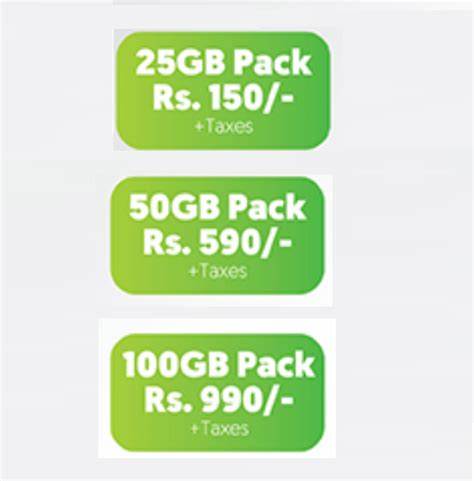 25GB Pack
Rs. 150/-
+Taxes
50GB Pack
Rs. 590/-
+Taxes
100GB Pack
Rs. 990/-
+Taxes